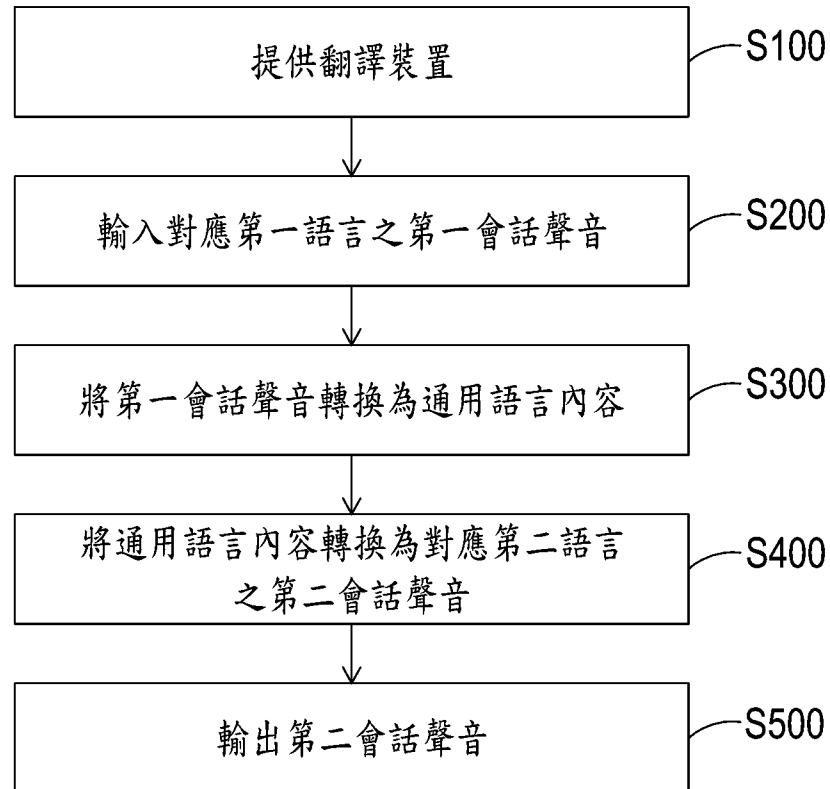 提供翻譯裝置
S100
輸入對應第一語言之第一會話聲音
S200
將第一會話聲音轉換為通用語言內容
S300
將通用語言內容轉換為對應第二語言
之第二會話聲音
S400
輸出第二會話聲音
S500